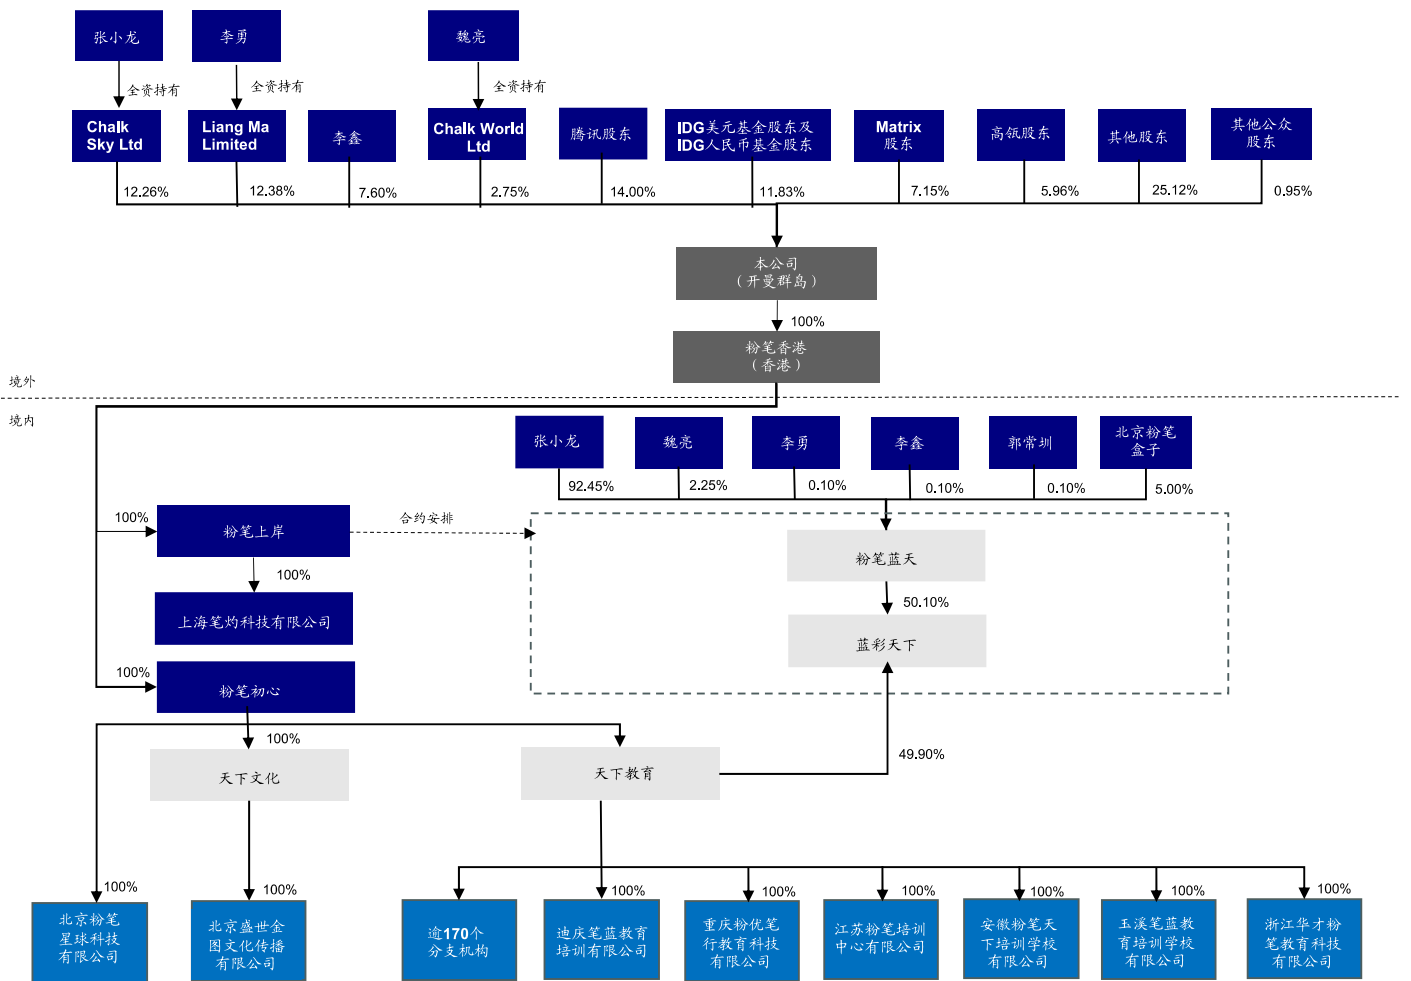 张小龙
李勇
魏亮
全资持有
全资持有
全资持有
Chalk
Sky Ltd
Liang Ma
Limited
李鑫
Chalk World
Ltd
腾讯股东
IDG美元基金股东及
IDG人民币基金股东
Matrix
股东
高瓴股东
其他股东
其他公众
股东
12.26%
12.38%
7.60%
2.75%
14.00%
11.83%
7.15%
5.96%
25.12%
0.95%
本公司
（开曼群岛）
100%
粉笔香港
（香港）
境外
境内
张小龙
魏亮
李勇
李鑫
郭常圳
北京粉笔
盒子
92.45%
2.25%
0.10%
0.10%
0.10%
5.00%
100%
粉笔上岸
合约安排
粉笔蓝天
100%
50.10%
上海笔灼科技有限公司
蓝彩天下
100%
粉笔初心
100%
49.90%
天下文化
天下教育
100%
100%
100%
100%
100%
100%
100%
100%
北京粉笔
星球科技
有限公司
北京盛世金
图文化传播
有限公司
逾170个
分支机构
迪庆笔蓝教育
培训有限公司
重庆粉优笔
行教育科技
有限公司
江苏粉笔培训
中心有限公司
安徽粉笔天
下培训学校
有限公司
玉溪笔蓝教
育培训学校
有限公司
浙江华才粉
笔教育科技
有限公司